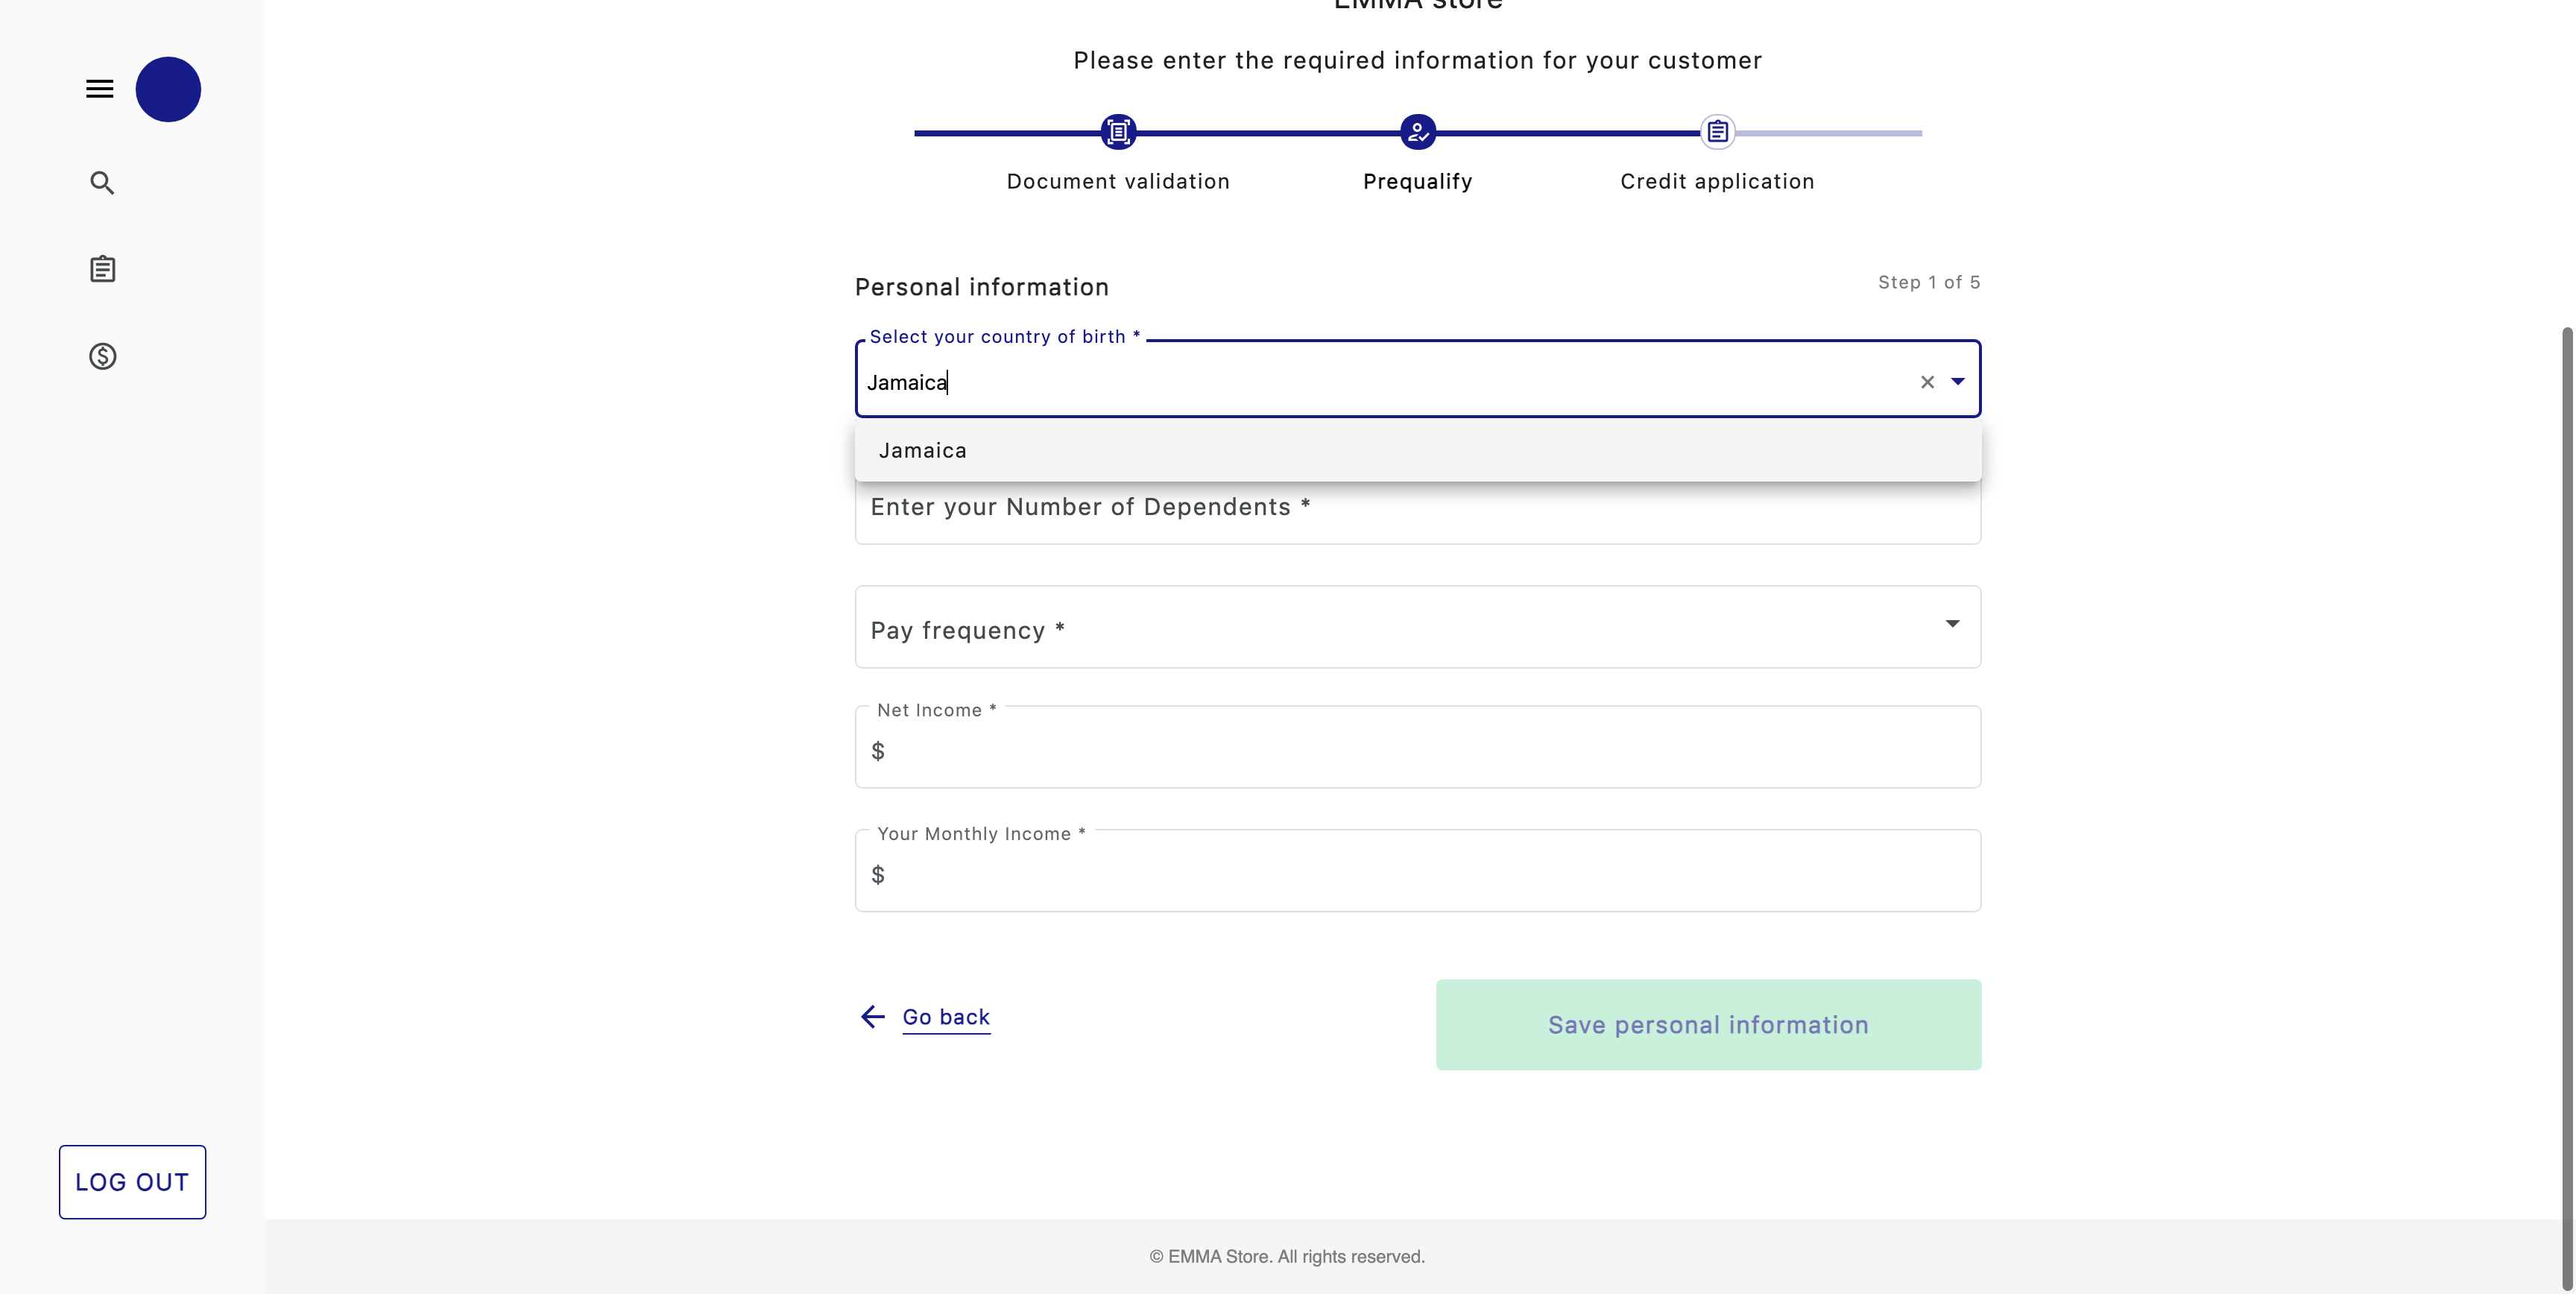 EMMA store
Please enter the required information for your customer
Document validation
Prequalify
Credit application
Personal information
Step 1 of 5
Select your country of birth *
Jamaica
Jamaica
Enter your Number of Dependents *
Pay frequency *
Net Income *
$
Your Monthly Income *
$
Go back
Save personal information
LOG OUT
© EMMA Store. All rights reserved.